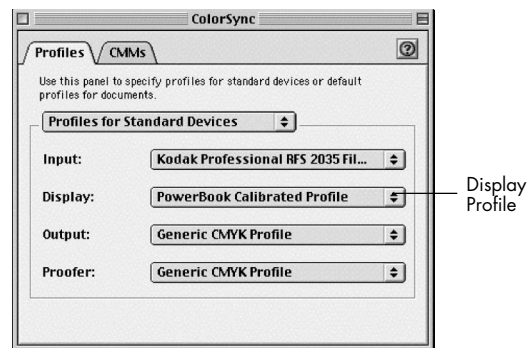 ColorSync
Profiles
CMMs
?
Use this panel to specify profiles for standard devices or default
profiles for documents.
Profiles for Standard Devices
Input: Kodak Professional RFS 2035 Fil...
Display: PowerBook Calibrated Profile
Output: Generic CMYK Profile
Proofer: Generic CMYK Profile
Display
Profile